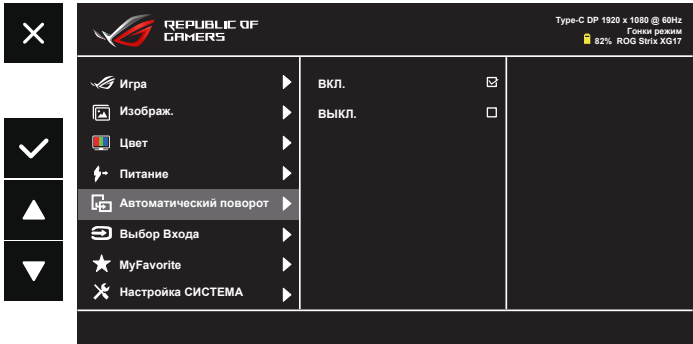 REPUBLIC OF
GAMERS
Type-C DP 1920 x 1080 @ 60Hz
Гонки режим
82% ROG Strix XG17
Игра
ВКЛ.
Изображ.
ВЫКЛ.
Цвет
Питание
Автоматический поворот
Выбор Входа
MyFavorite
Настройка СИСТЕМА